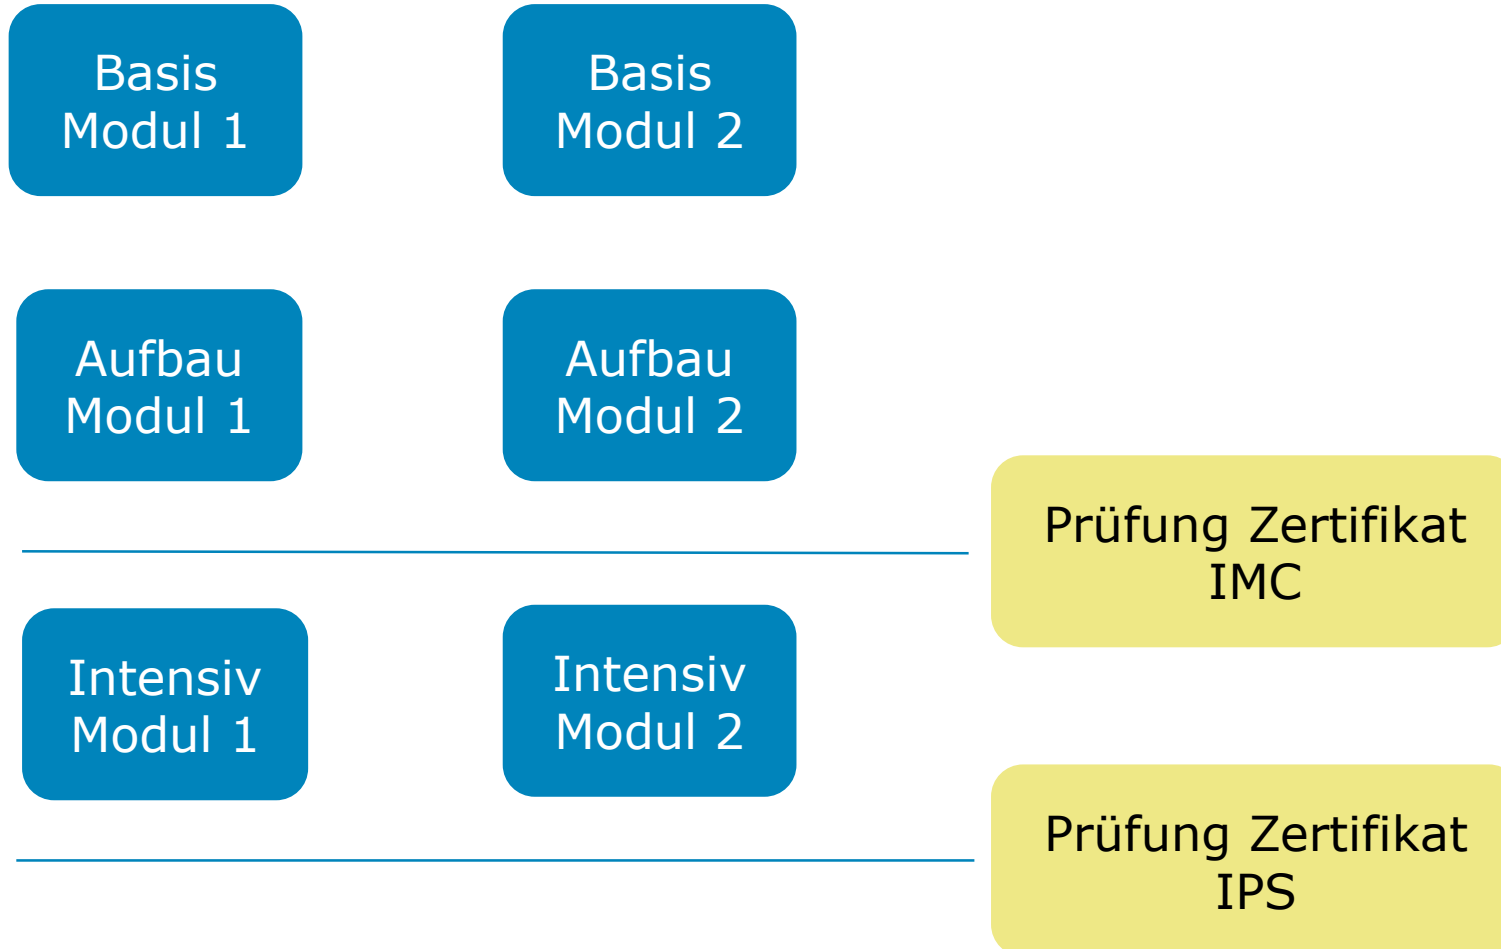 Basis
Modul 1
Basis
Modul 2
Aufbau
Modul 1
Aufbau
Modul 2
Prüfung Zertifikat
IMC
Intensiv
Modul 1
Intensiv
Modul 2
Prüfung Zertifikat
IPS